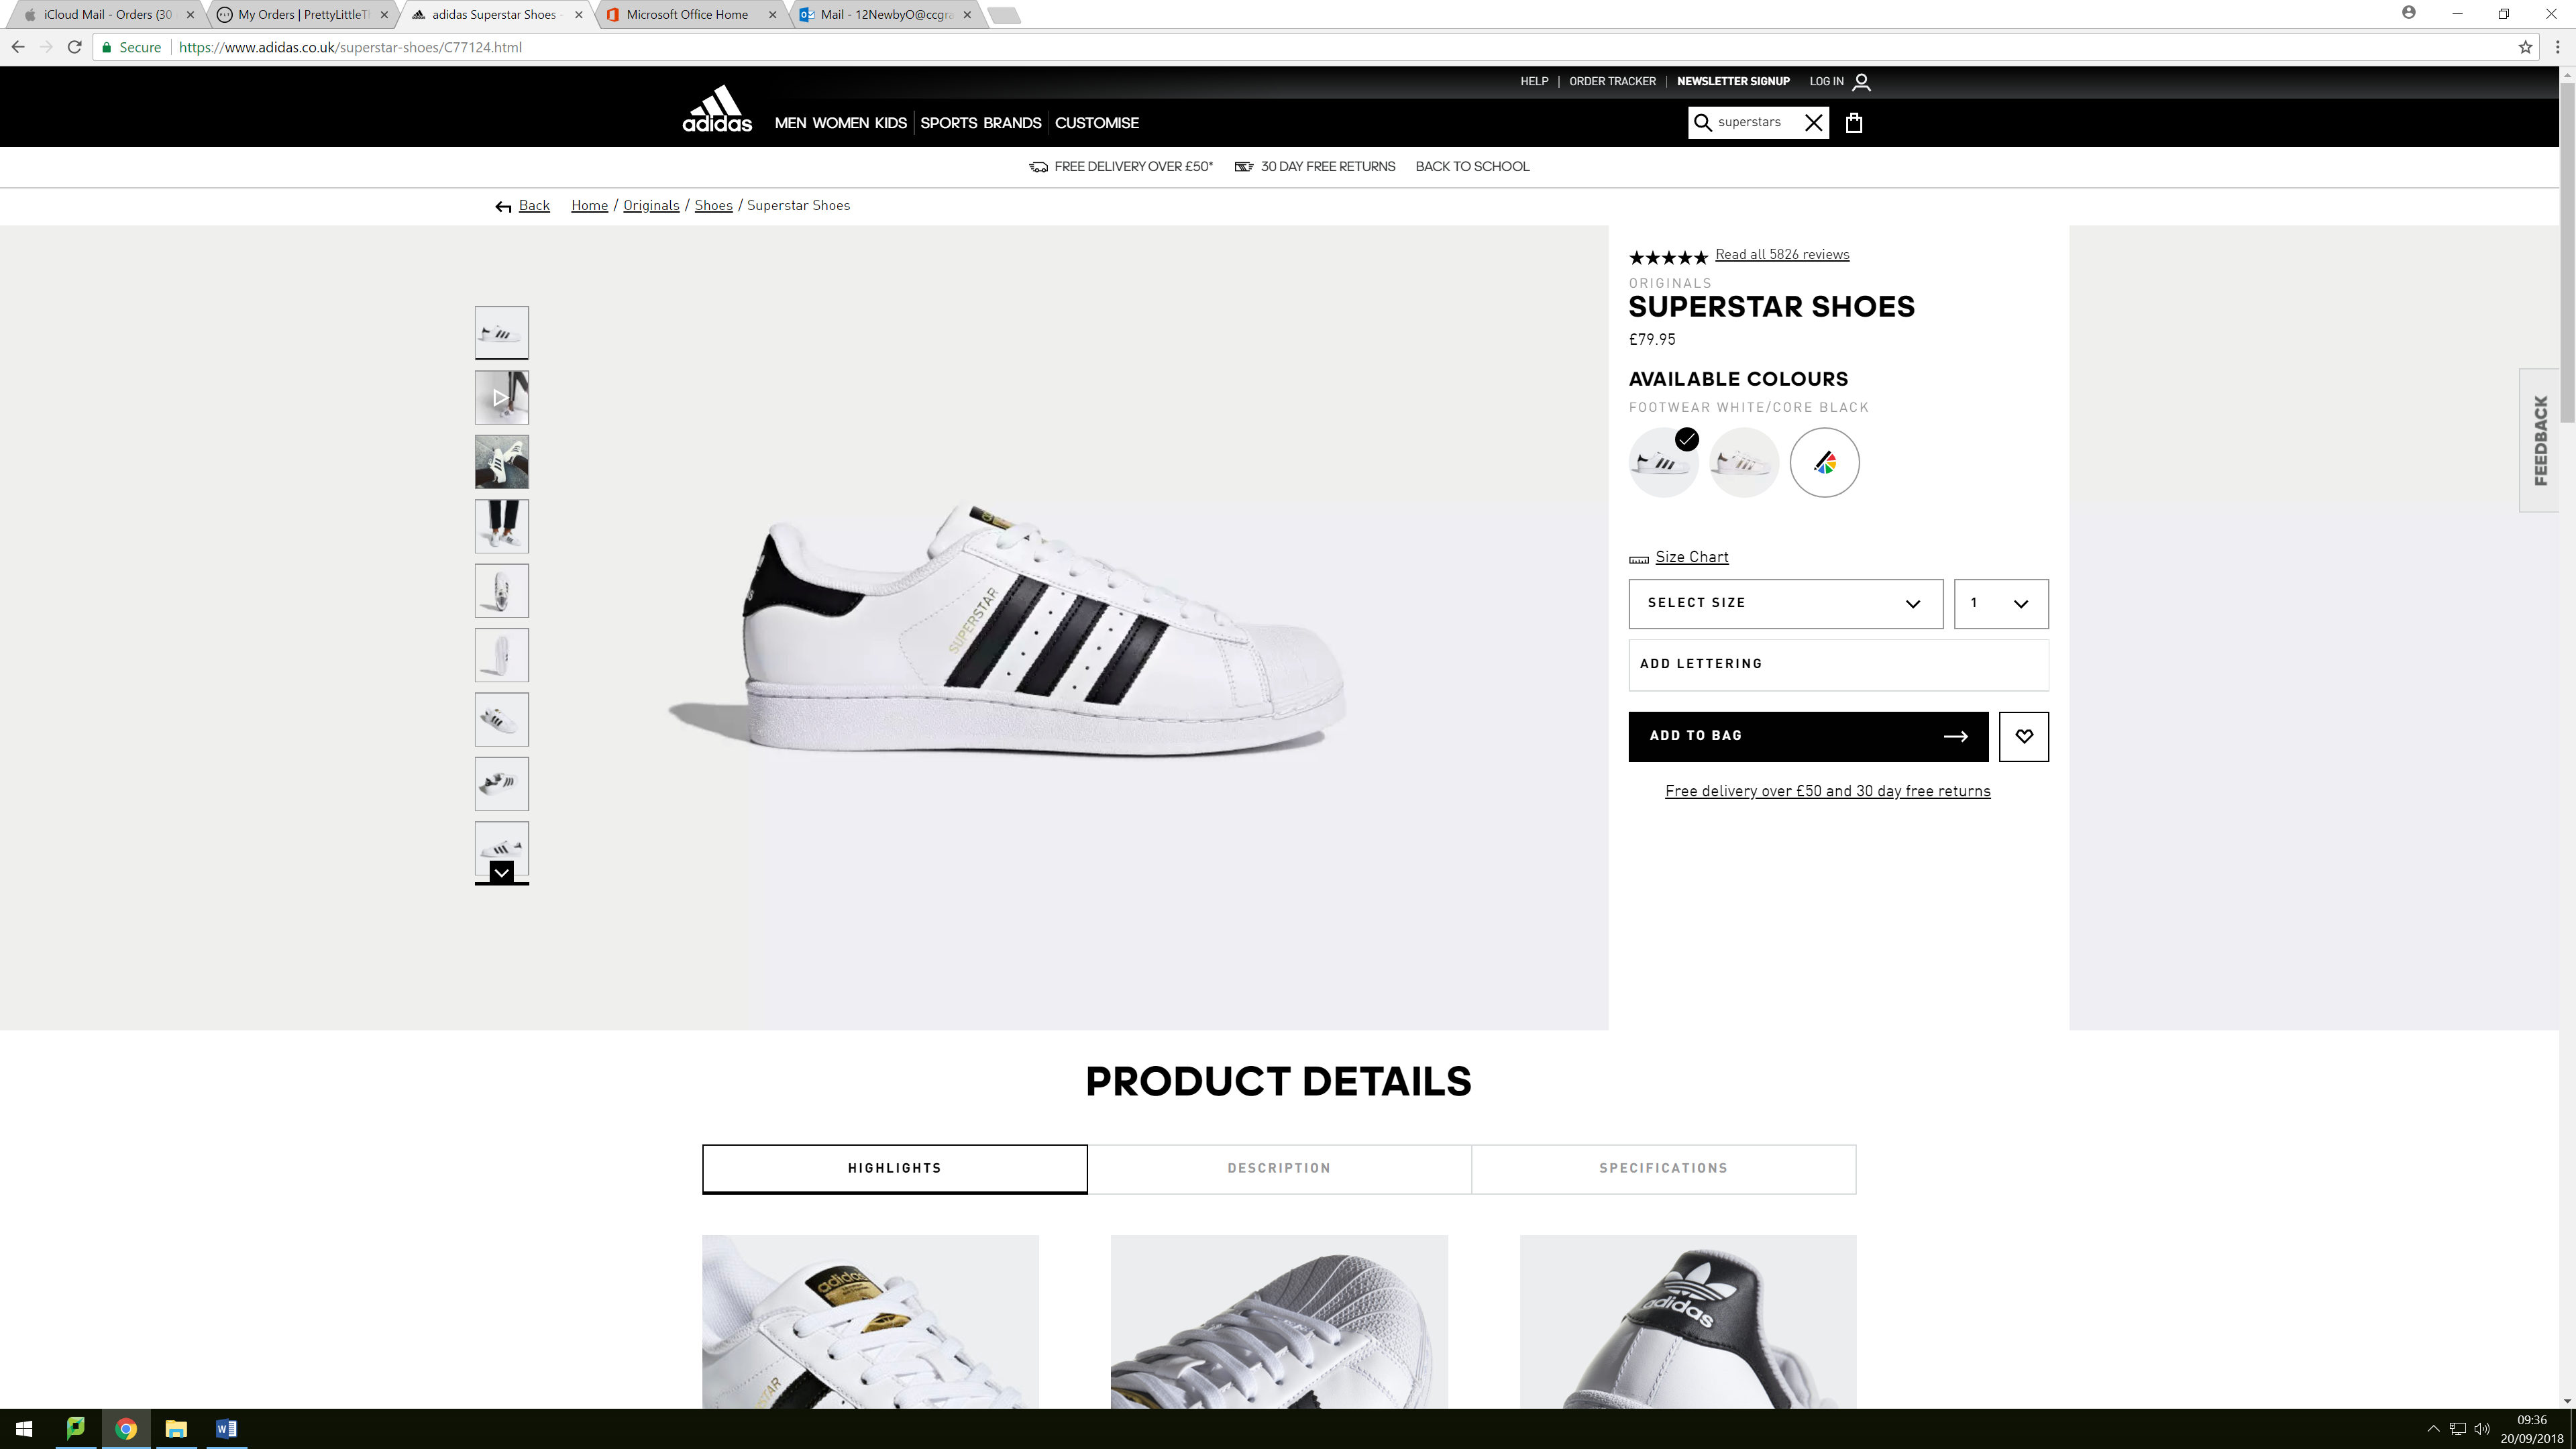 iCloud Mail - Orders (30
My Orders | PrettyLittleT
adidas Superstar Shoes -
Microsoft Office Home
Mail - 12NewbyO@ccgra
Secure https://www.adidas.co.uk/superstar-shoes/C77124.html
HELP | ORDER TRACKER | NEWSLETTER SIGNUP LOG IN
adidas MEN WOMEN KIDS SPORTS BRANDS CUSTOMISE superstars
FREE DELIVERY OVER £50* 30 DAY FREE RETURNS BACK TO SCHOOL
Back Home / Originals / Shoes / Superstar Shoes
Read all 5826 reviews
ORIGINALS
SUPERSTAR SHOES
£79.95
AVAILABLE COLOURS
FOOTWEAR WHITE/CORE BLACK
FEEDBACK
SUPERSTAR
Size Chart
SELECT SIZE 1
ADD LETTERING
ADD TO BAG
Free delivery over £50 and 30 day free returns
PRODUCT DETAILS
HIGHLIGHTS DESCRIPTION SPECIFICATIONS
adidas
adidas
TAR
09:36
20/09/2018